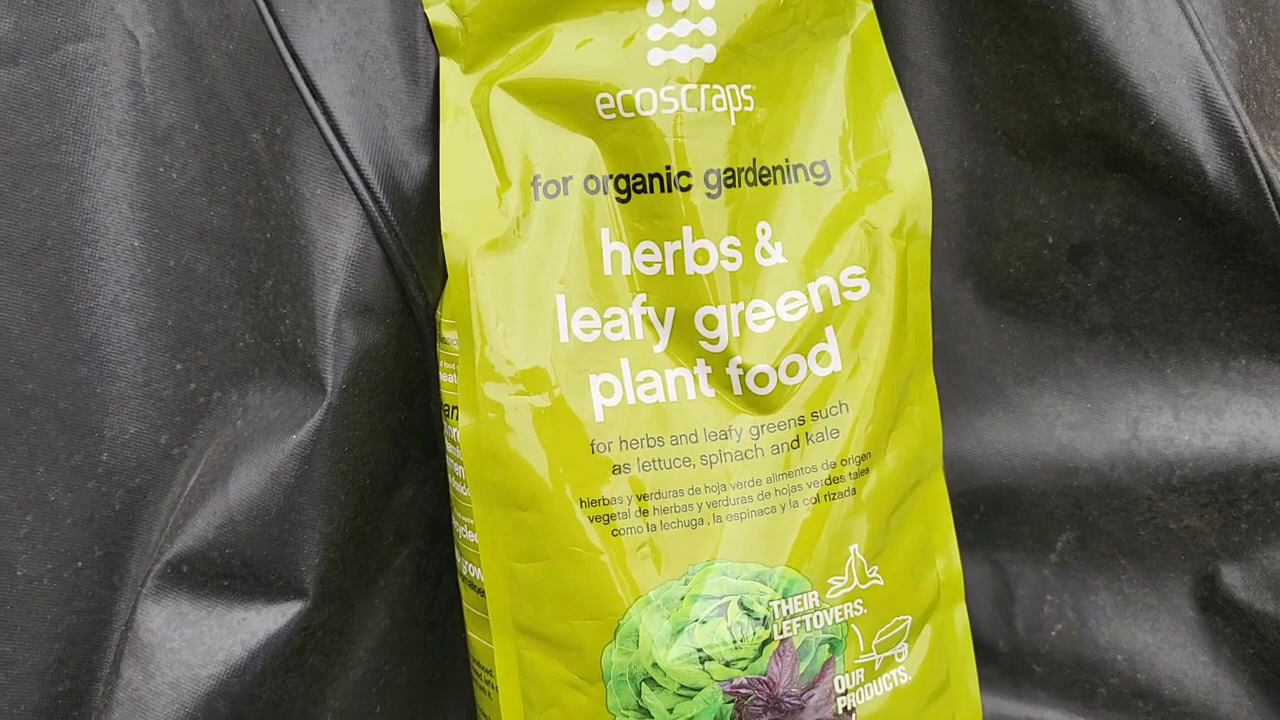 ecoscraps
for organic gardening
herbs &
leafy greens
plant food
for herbs and leafy greens such
as lettuce, spinach and kale
hierbas y verduras de hoja verde alimentos de origen
vegetal de hierbas y verduras de hojas verdes tales
como la lechuga , la espinaca y la col rizada
THEIR
LEFTOVERS.
OUR
PRODUCTS.